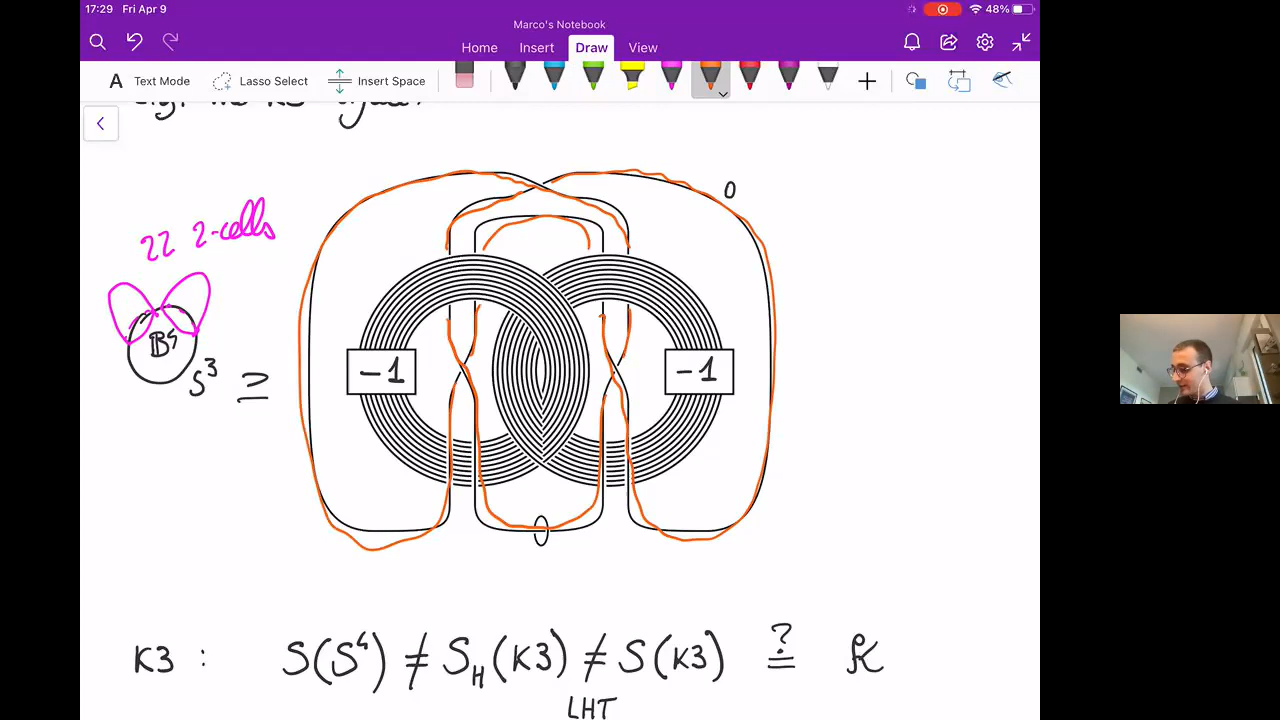 17:29 Fri Apr 9
48%
Marco's Notebook
Home Insert Draw View
A Text Mode Lasso Select Insert Space
0
22 2-cells
B⁴
S³ ≅
-1
-1
K3 : S(S⁴) ≠ S_H(K3) ≠ S(K3) ?= 𝒦
LHT